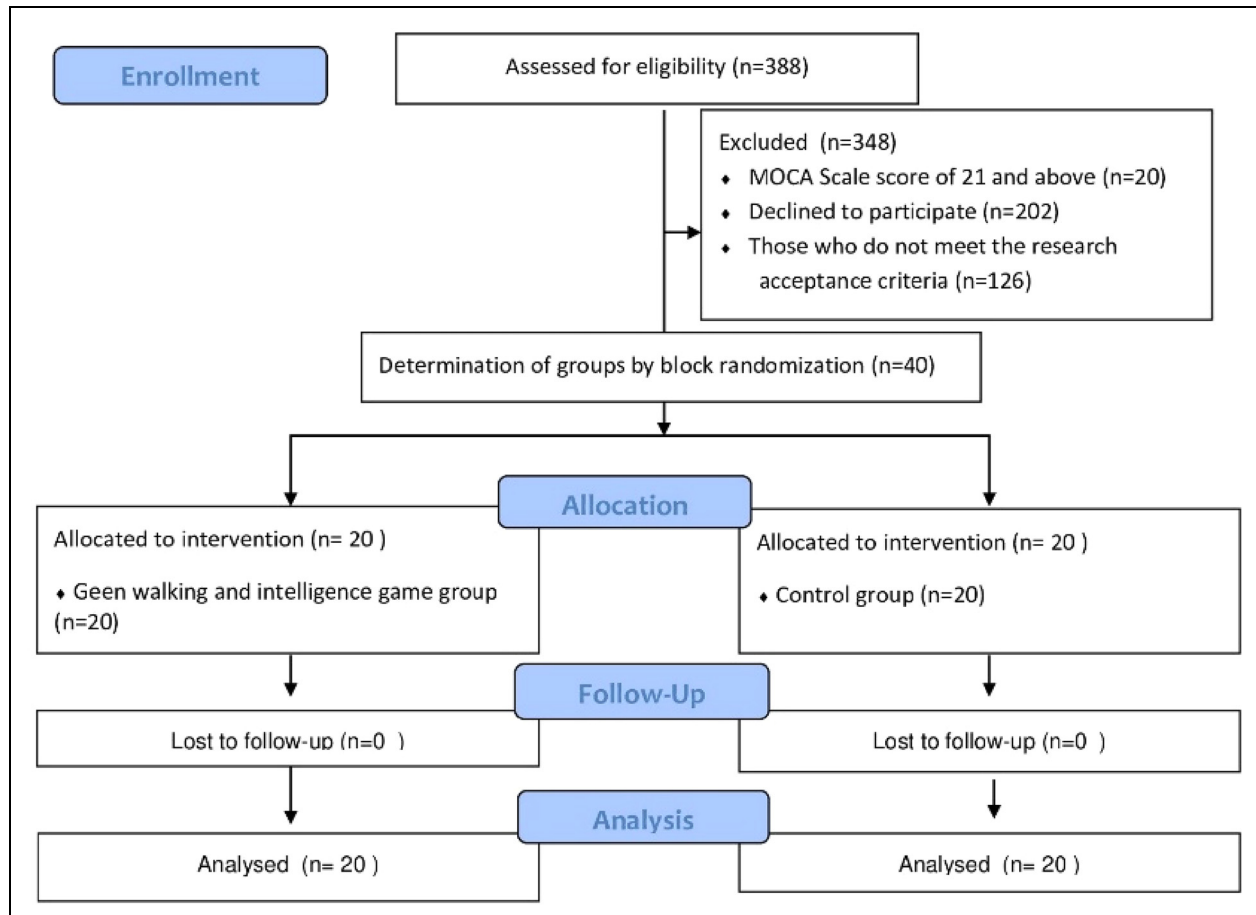 Enrollment
Assessed for eligibility (n=388)
Excluded (n=348)
♦ MOCA Scale score of 21 and above (n=20)
♦ Declined to participate (n=202)
♦ Those who do not meet the research
acceptance criteria (n=126)
Determination of groups by block randomization (n=40)
Allocation
Allocated to intervention (n= 20 )
♦ Geen walking and intelligence game group
(n=20)
Allocated to intervention (n= 20 )
♦ Control group (n=20)
Follow-Up
Lost to follow-up (n=0 )
Lost to follow-up (n=0 )
Analysis
Analysed (n= 20 )
Analysed (n= 20 )